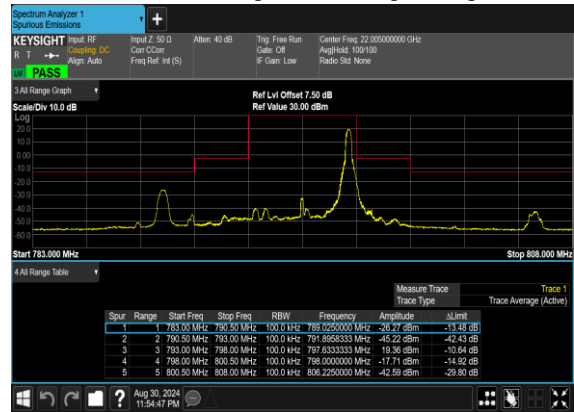 Spectrum Analyzer 1
Spurious Emissions
KEYSIGHT Input: RF Input Z: 50 Ω Atten: 40 dB Trig: Free Run Center Freq: 22.005000000 GHz
R T Coupling: DC Corr CCorr Gate: Off Avg|Hold: 100/100
Align: Auto Freq Ref: Int (S) IF Gain: Low Radio Std: None
PASS
3 All Range Graph
Ref Lvl Offset 7.50 dB
Scale/Div 10.0 dB Ref Value 30.00 dBm
Log
20.0
10.0
0.00
-10.0
-20.0
-30.0
-40.0
-50.0
-60.0
Start 783.000 MHz Stop 808.000 MHz
4 All Range Table
Measure Trace Trace 1
Trace Type Trace Average (Active)
Spur Range Start Freq Stop Freq RBW Frequency Amplitude ΔLimit
1 1 783.00 MHz 790.50 MHz 100.0 kHz 789.0250000 MHz -26.27 dBm -13.48 dB
2 2 790.50 MHz 793.00 MHz 100.0 kHz 791.8958333 MHz -45.22 dBm -42.43 dB
3 3 793.00 MHz 798.00 MHz 100.0 kHz 797.6333333 MHz 19.36 dBm -10.64 dB
4 4 798.00 MHz 800.50 MHz 100.0 kHz 798.0000000 MHz -17.71 dBm -14.92 dB
5 5 800.50 MHz 808.00 MHz 100.0 kHz 806.2250000 MHz -42.59 dBm -29.80 dB
Aug 30, 2024
11:54:47 PM